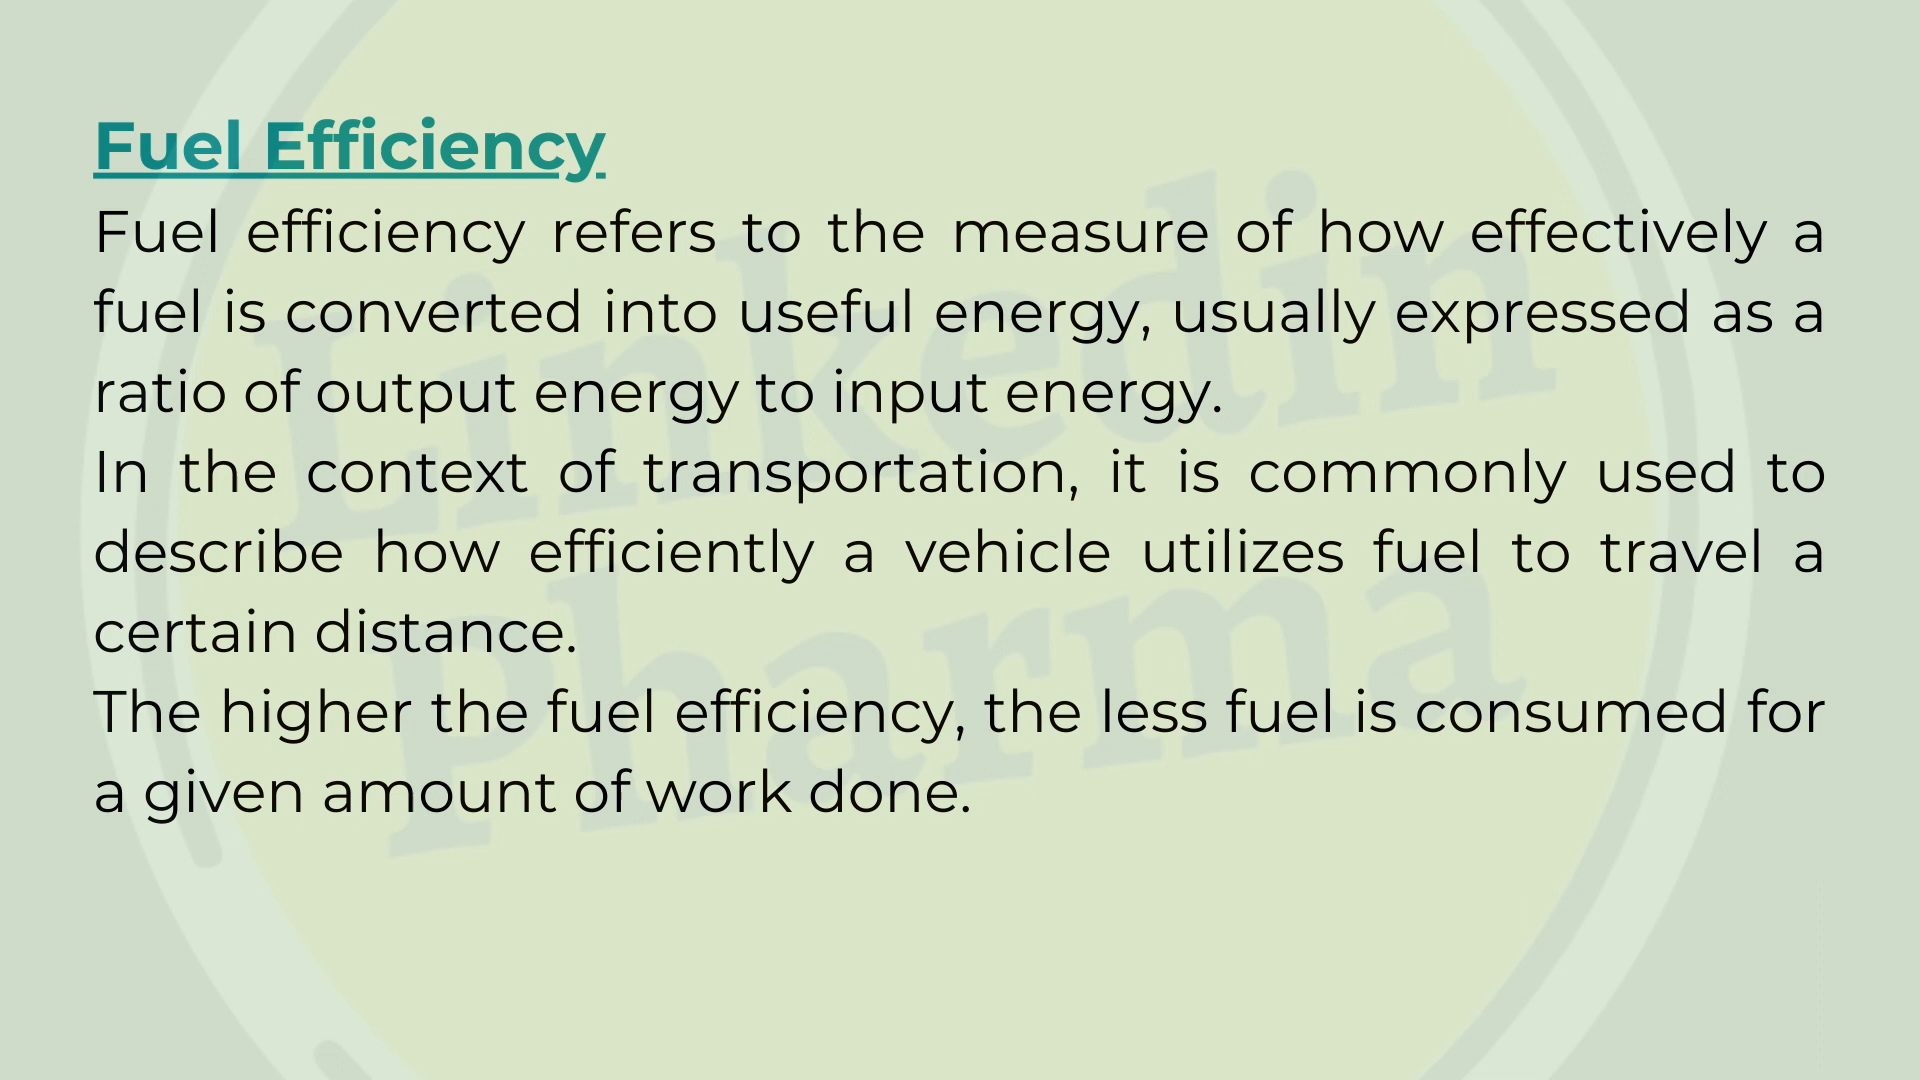 Fuel Efficiency
Fuel efficiency refers to the measure of how effectively a
fuel is converted into useful energy, usually expressed as a
ratio of output energy to input energy.
In the context of transportation, it is commonly used to
describe how efficiently a vehicle utilizes fuel to travel a
certain distance.
The higher the fuel efficiency, the less fuel is consumed for
a given amount of work done.
Linkedin
Pharma